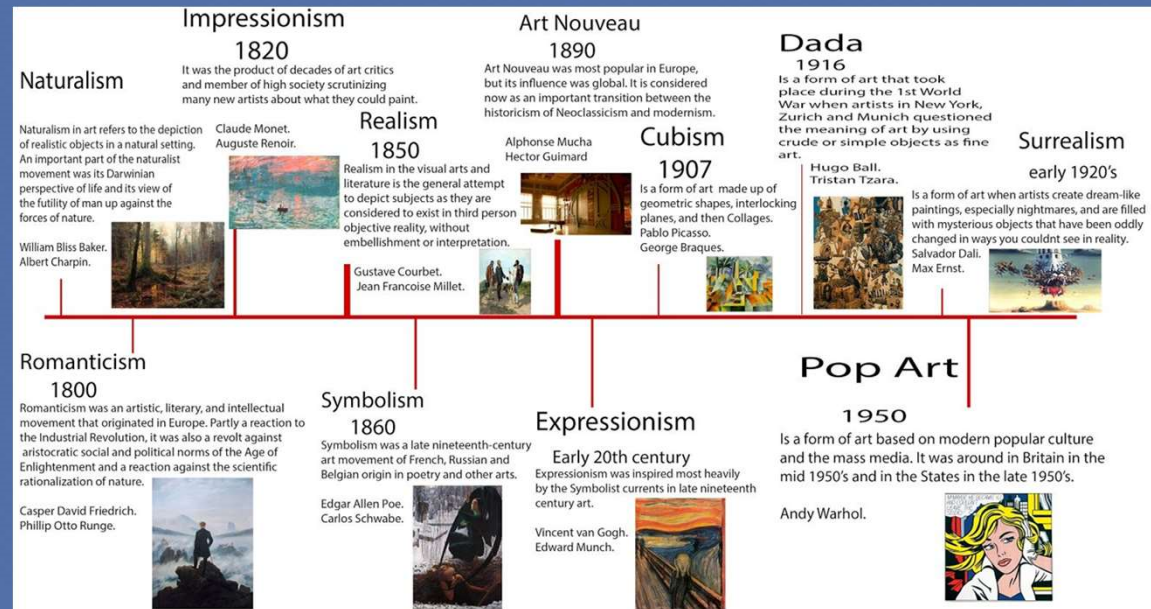 Naturalism
Naturalism in art refers to the depiction
of realistic objects in a natural setting.
An important part of the naturalist
movement was its Darwinian
perspective of life and its view of
the futility of man up against the
forces of nature.
William Bliss Baker.
Albert Charpin.
Impressionism
1820
It was the product of decades of art critics
and member of high society scrutinizing
many new artists about what they could paint.
Claude Monet.
Auguste Renoir.
Realism
1850
Realism in the visual arts and
literature is the general attempt
to depict subjects as they are
considered to exist in third person
objective reality, without
embellishment or interpretation.
Gustave Courbet.
Jean Francoise Millet.
Art Nouveau
1890
Art Nouveau was most popular in Europe,
but its influence was global. It is considered
now as an important transition between the
historicism of Neoclassicism and modernism.
Alphonse Mucha
Hector Guimard
Cubism
1907
Is a form of art made up of
geometric shapes, interlocking
planes, and then Collages.
Pablo Picasso.
George Braques.
Dada
1916
Is a form of art that took
place during the 1st World
War when artists in New York,
Zurich and Munich questioned
the meaning of art by using
crude or simple objects as fine
art.
Hugo Ball.
Tristan Tzara.
Surrealism
early 1920's
Is a form of art when artists create dream-like
paintings, especially nightmares, and are filled
with mysterious objects that have been oddly
changed in ways you couldnt see in reality.
Salvador Dali.
Max Ernst.
Romanticism
1800
Romanticism was an artistic, literary, and intellectual
movement that originated in Europe. Partly a reaction to
the Industrial Revolution, it was also a revolt against
aristocratic social and political norms of the Age of
Enlightenment and a reaction against the scientific
rationalization of nature.
Casper David Friedrich.
Phillip Otto Runge.
Symbolism
1860
Symbolism was a late nineteenth-century
art movement of French, Russian and
Belgian origin in poetry and other arts.
Edgar Allen Poe.
Carlos Schwabe.
Expressionism
Early 20th century
Expressionism was inspired most heavily
by the Symbolist currents in late nineteenth
century art.
Vincent van Gogh.
Edward Munch.
Pop Art
1950
Is a form of art based on modern popular culture
and the mass media. It was around in Britain in the
mid 1950's and in the States in the late 1950's.
Andy Warhol.